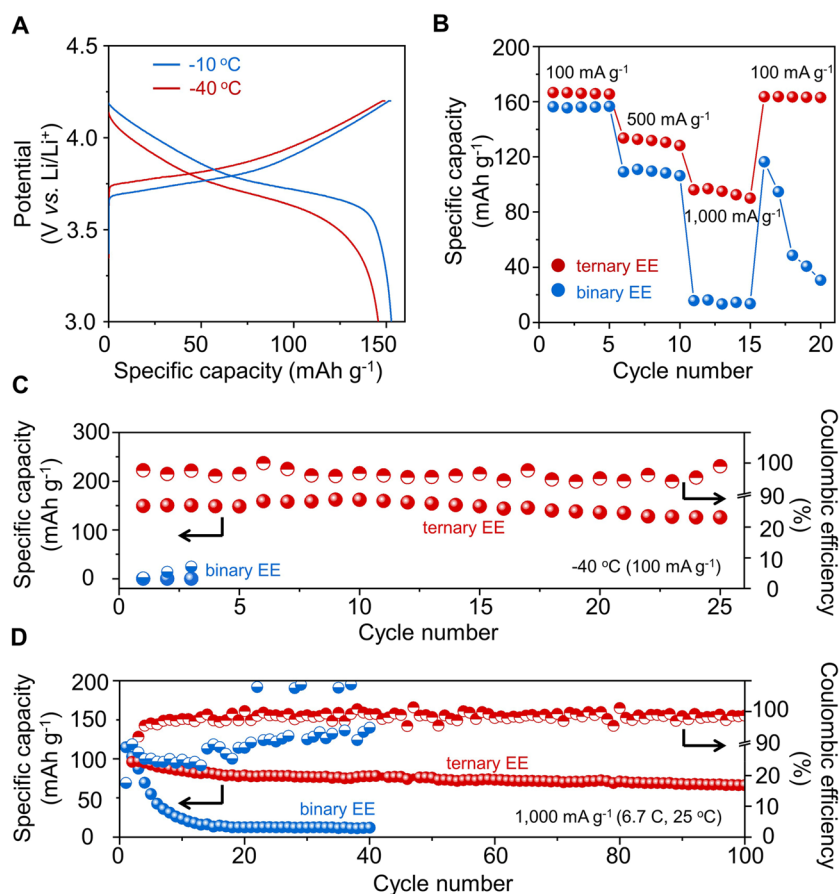 A
4.5
4.0
3.5
3.0
Potential
(V vs. Li/Li⁺)
-10 ºC
-40 ºC
0 50 100 150
Specific capacity (mAh g⁻¹)
B
200
160
120
80
40
0
Specific capacity
(mAh g⁻¹)
100 mA g⁻¹
100 mA g⁻¹
500 mA g⁻¹
1,000 mA g⁻¹
ternary EE
binary EE
0 5 10 15 20
Cycle number
C
300
200
150
100
50
0
Specific capacity
(mAh g⁻¹)
ternary EE
binary EE
-40 ºC (100 mA g⁻¹)
100
90
20
10
0
Coulombic efficiency
(%)
0 5 10 15 20 25
Cycle number
D
200
150
100
50
0
Specific capacity
(mAh g⁻¹)
ternary EE
binary EE
1,000 mA g⁻¹ (6.7 C, 25 ºC)
100
90
20
10
0
Coulombic efficiency
(%)
0 20 40 60 80 100
Cycle number